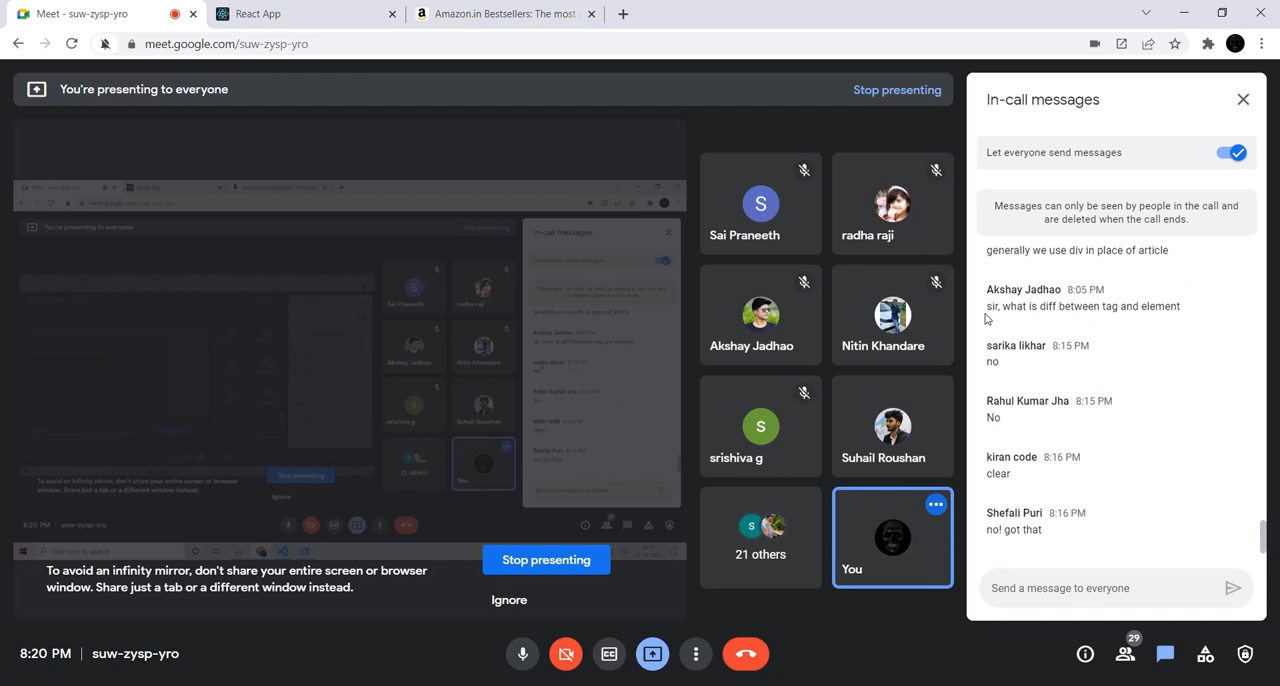 Meet - suw-zysp-yro
React App
Amazon.in Bestsellers: The most
meet.google.com/suw-zysp-yro
You're presenting to everyone
Stop presenting
To avoid an infinity mirror, don't share your entire screen or browser
window. Share just a tab or a different window instead.
Stop presenting
Ignore
S
Sai Praneeth
radha raji
Akshay Jadhao
Nitin Khandare
S
srishiva g
Suhail Roushan
S
21 others
You
In-call messages
Let everyone send messages
Messages can only be seen by people in the call and
are deleted when the call ends.
generally we use div in place of article
Akshay Jadhao 8:05 PM
sir, what is diff between tag and element
sarika likhar 8:15 PM
no
Rahul Kumar Jha 8:15 PM
No
kiran code 8:16 PM
clear
Shefali Puri 8:16 PM
no! got that
Send a message to everyone
8:20 PM | suw-zysp-yro
CC
29